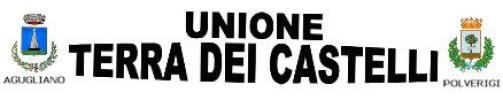 UNIONE
TERRA DEI CASTELLI
AGUGLIANO
POLVERIGI